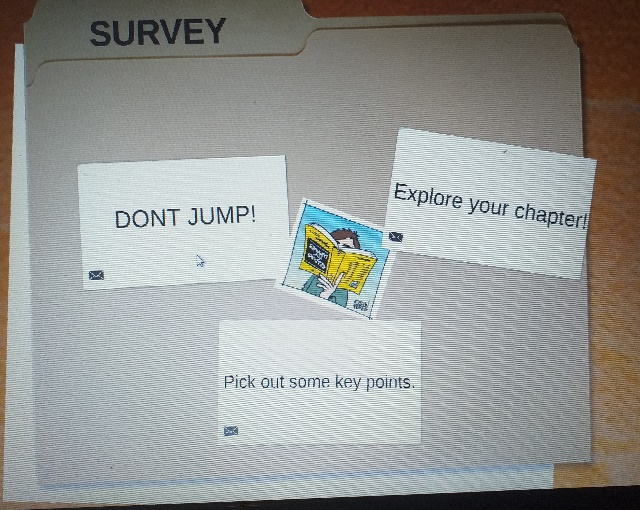 SURVEY
DONT JUMP!
Explore your chapter!
Pick out some key points.